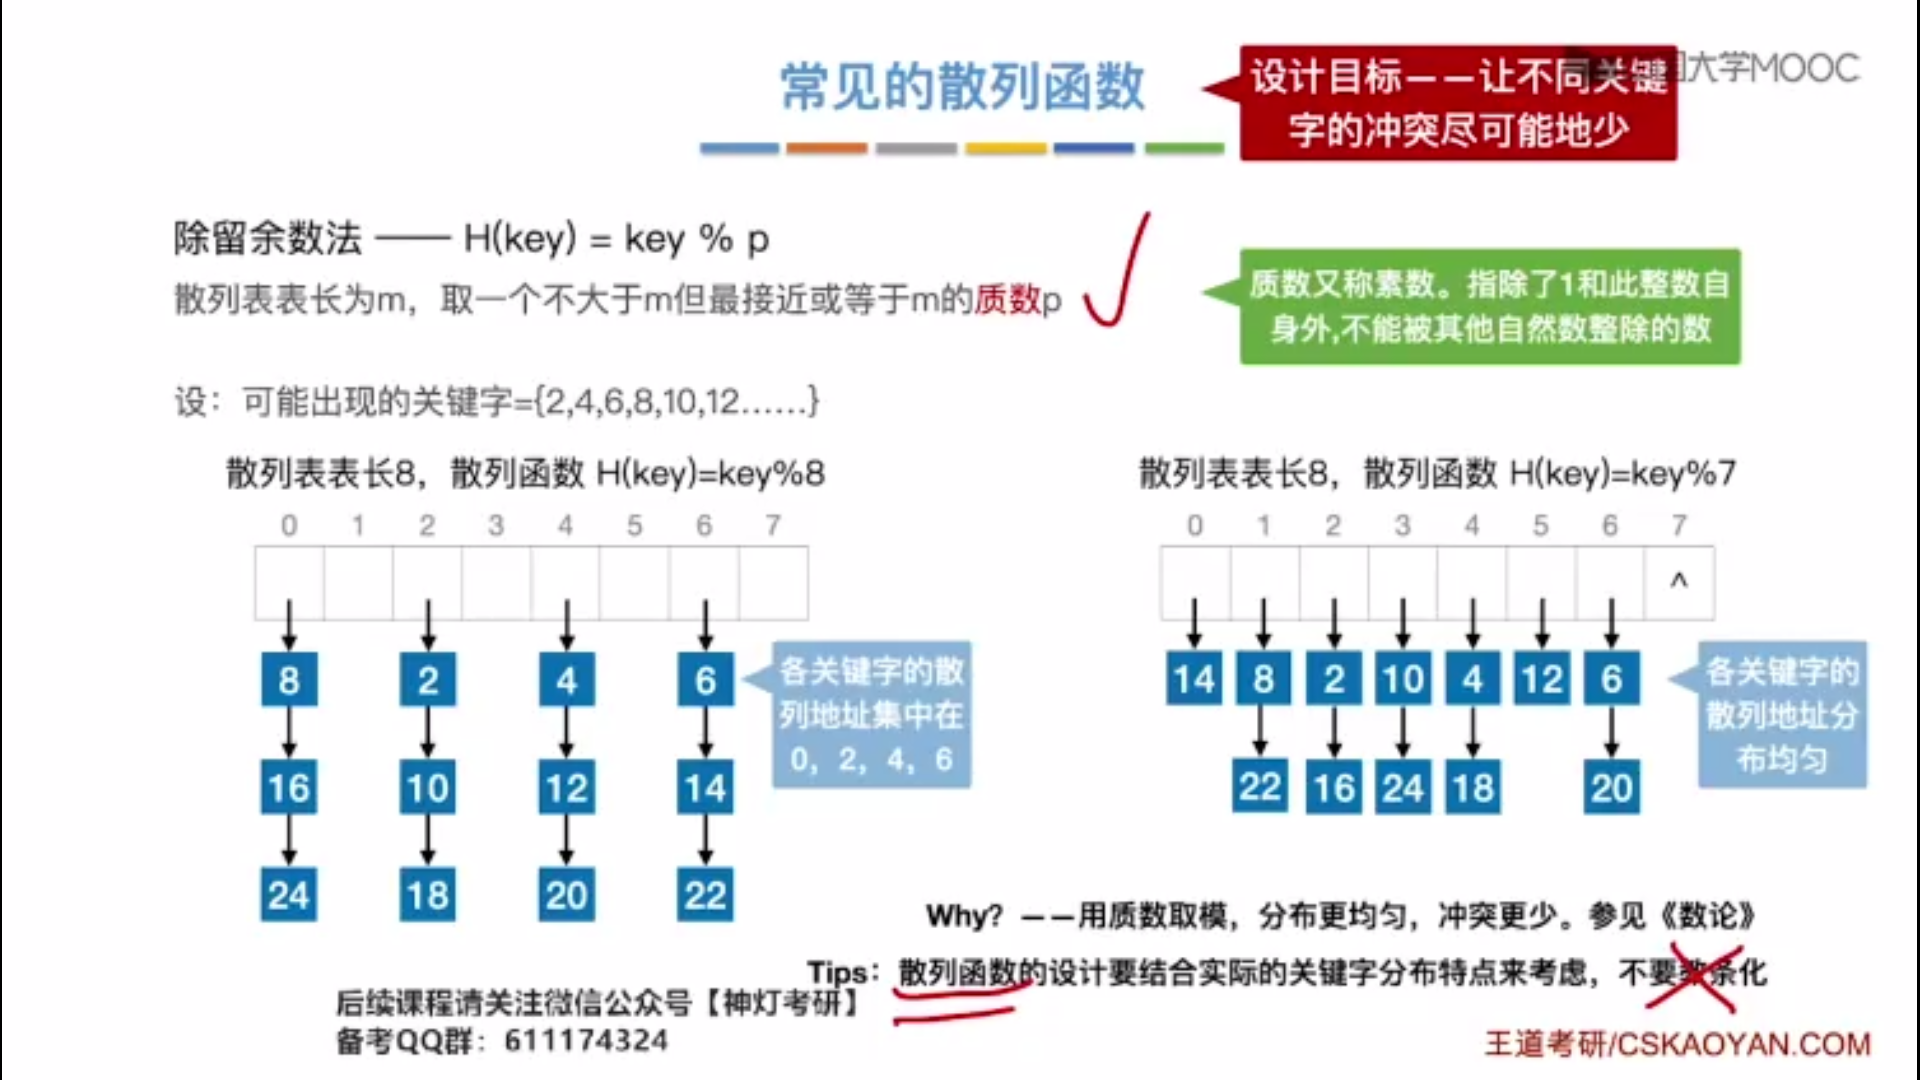 常见的散列函数
设计目标——让不同关键
字的冲突尽可能地少
国大学MOOC
除留余数法 —— H(key) = key % p
散列表表长为m，取一个不大于m但最接近或等于m的质数p
质数又称素数。指除了1和此整数自
身外,不能被其他自然数整除的数
设：可能出现的关键字={2,4,6,8,10,12……}
散列表表长8，散列函数 H(key)=key%8
0 1 2 3 4 5 6 7
8 2 4 6
16 10 12 14
24 18 20 22
各关键字的散
列地址集中在
0，2，4，6
散列表表长8，散列函数 H(key)=key%7
0 1 2 3 4 5 6 7
^
14 8 2 10 4 12 6
22 16 24 18 20
各关键字的
散列地址分
布均匀
Why？——用质数取模，分布更均匀，冲突更少。参见《数论》
Tips：散列函数的设计要结合实际的关键字分布特点来考虑，不要教条化
后续课程请关注微信公众号【神灯考研】
备考QQ群：611174324
王道考研/CSKAOYAN.COM